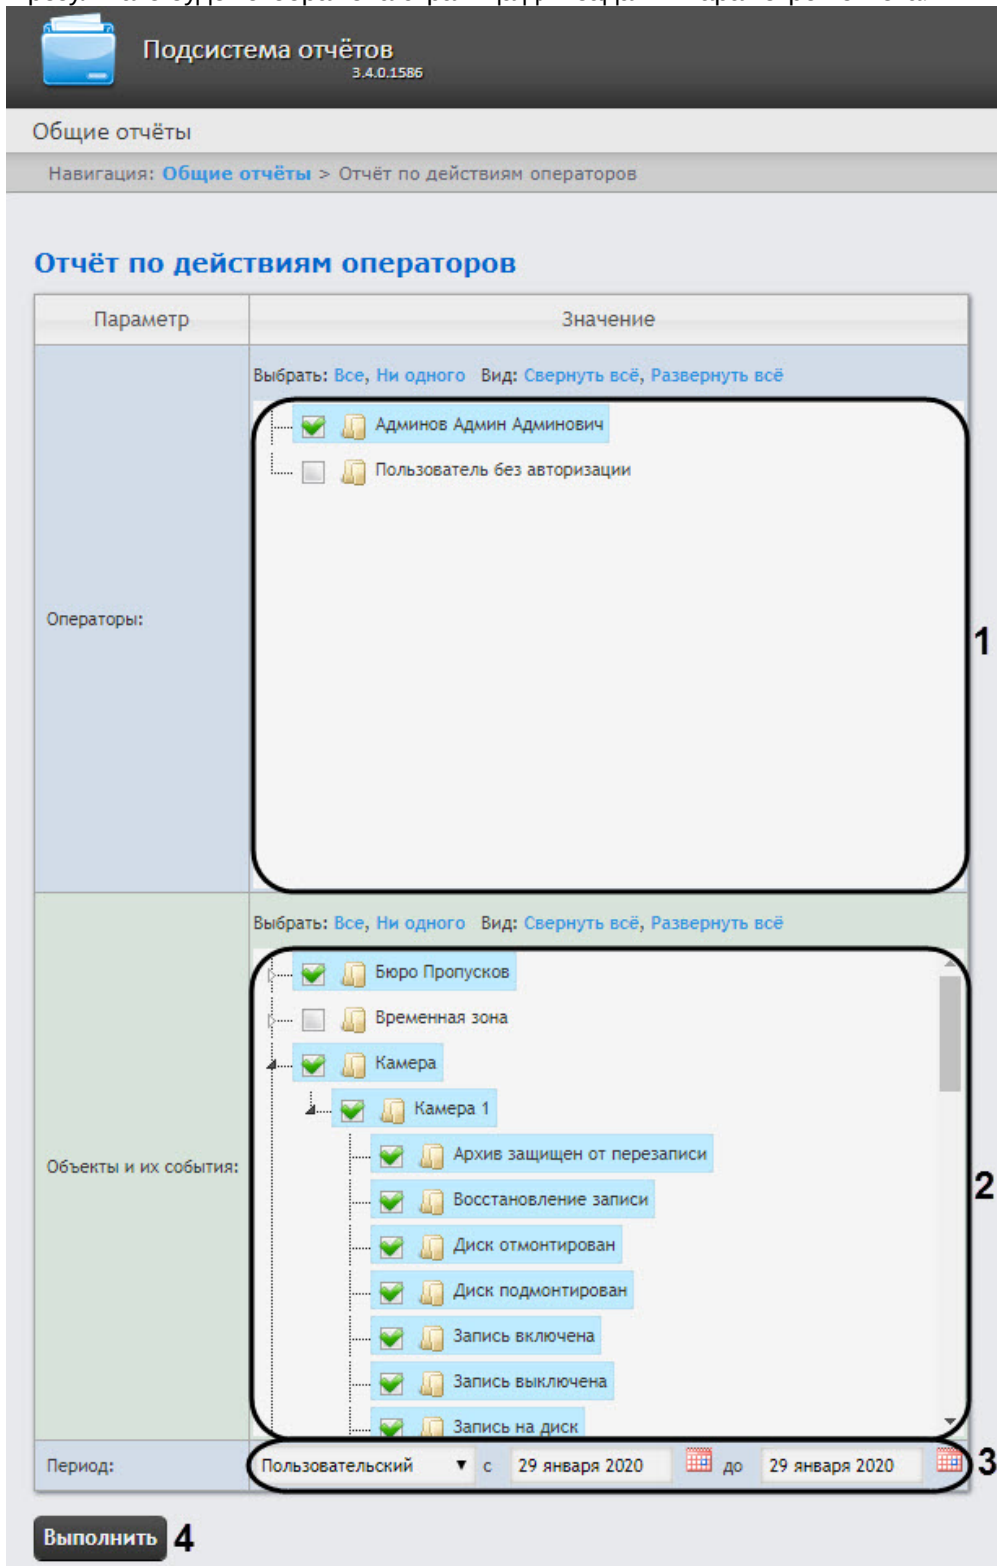 Подсистема отчётов
3.4.0.1586
Общие отчёты
Навигация: Общие отчёты > Отчёт по действиям операторов
Отчёт по действиям операторов
Параметр Значение
Выбрать: Все, Ни одного Вид: Свернуть всё, Развернуть всё
Админов Админ Админович
Пользователь без авторизации
Операторы:
1
Выбрать: Все, Ни одного Вид: Свернуть всё, Развернуть всё
Бюро Пропусков
Временная зона
Камера
Камера 1
Архив защищен от перезаписи
Объекты и их события:
2
Восстановление записи
Диск отмонтирован
Диск подмонтирован
Запись включена
Запись выключена
Запись на диск
Период: Пользовательский с 29 января 2020 до 29 января 2020 3
Выполнить 4